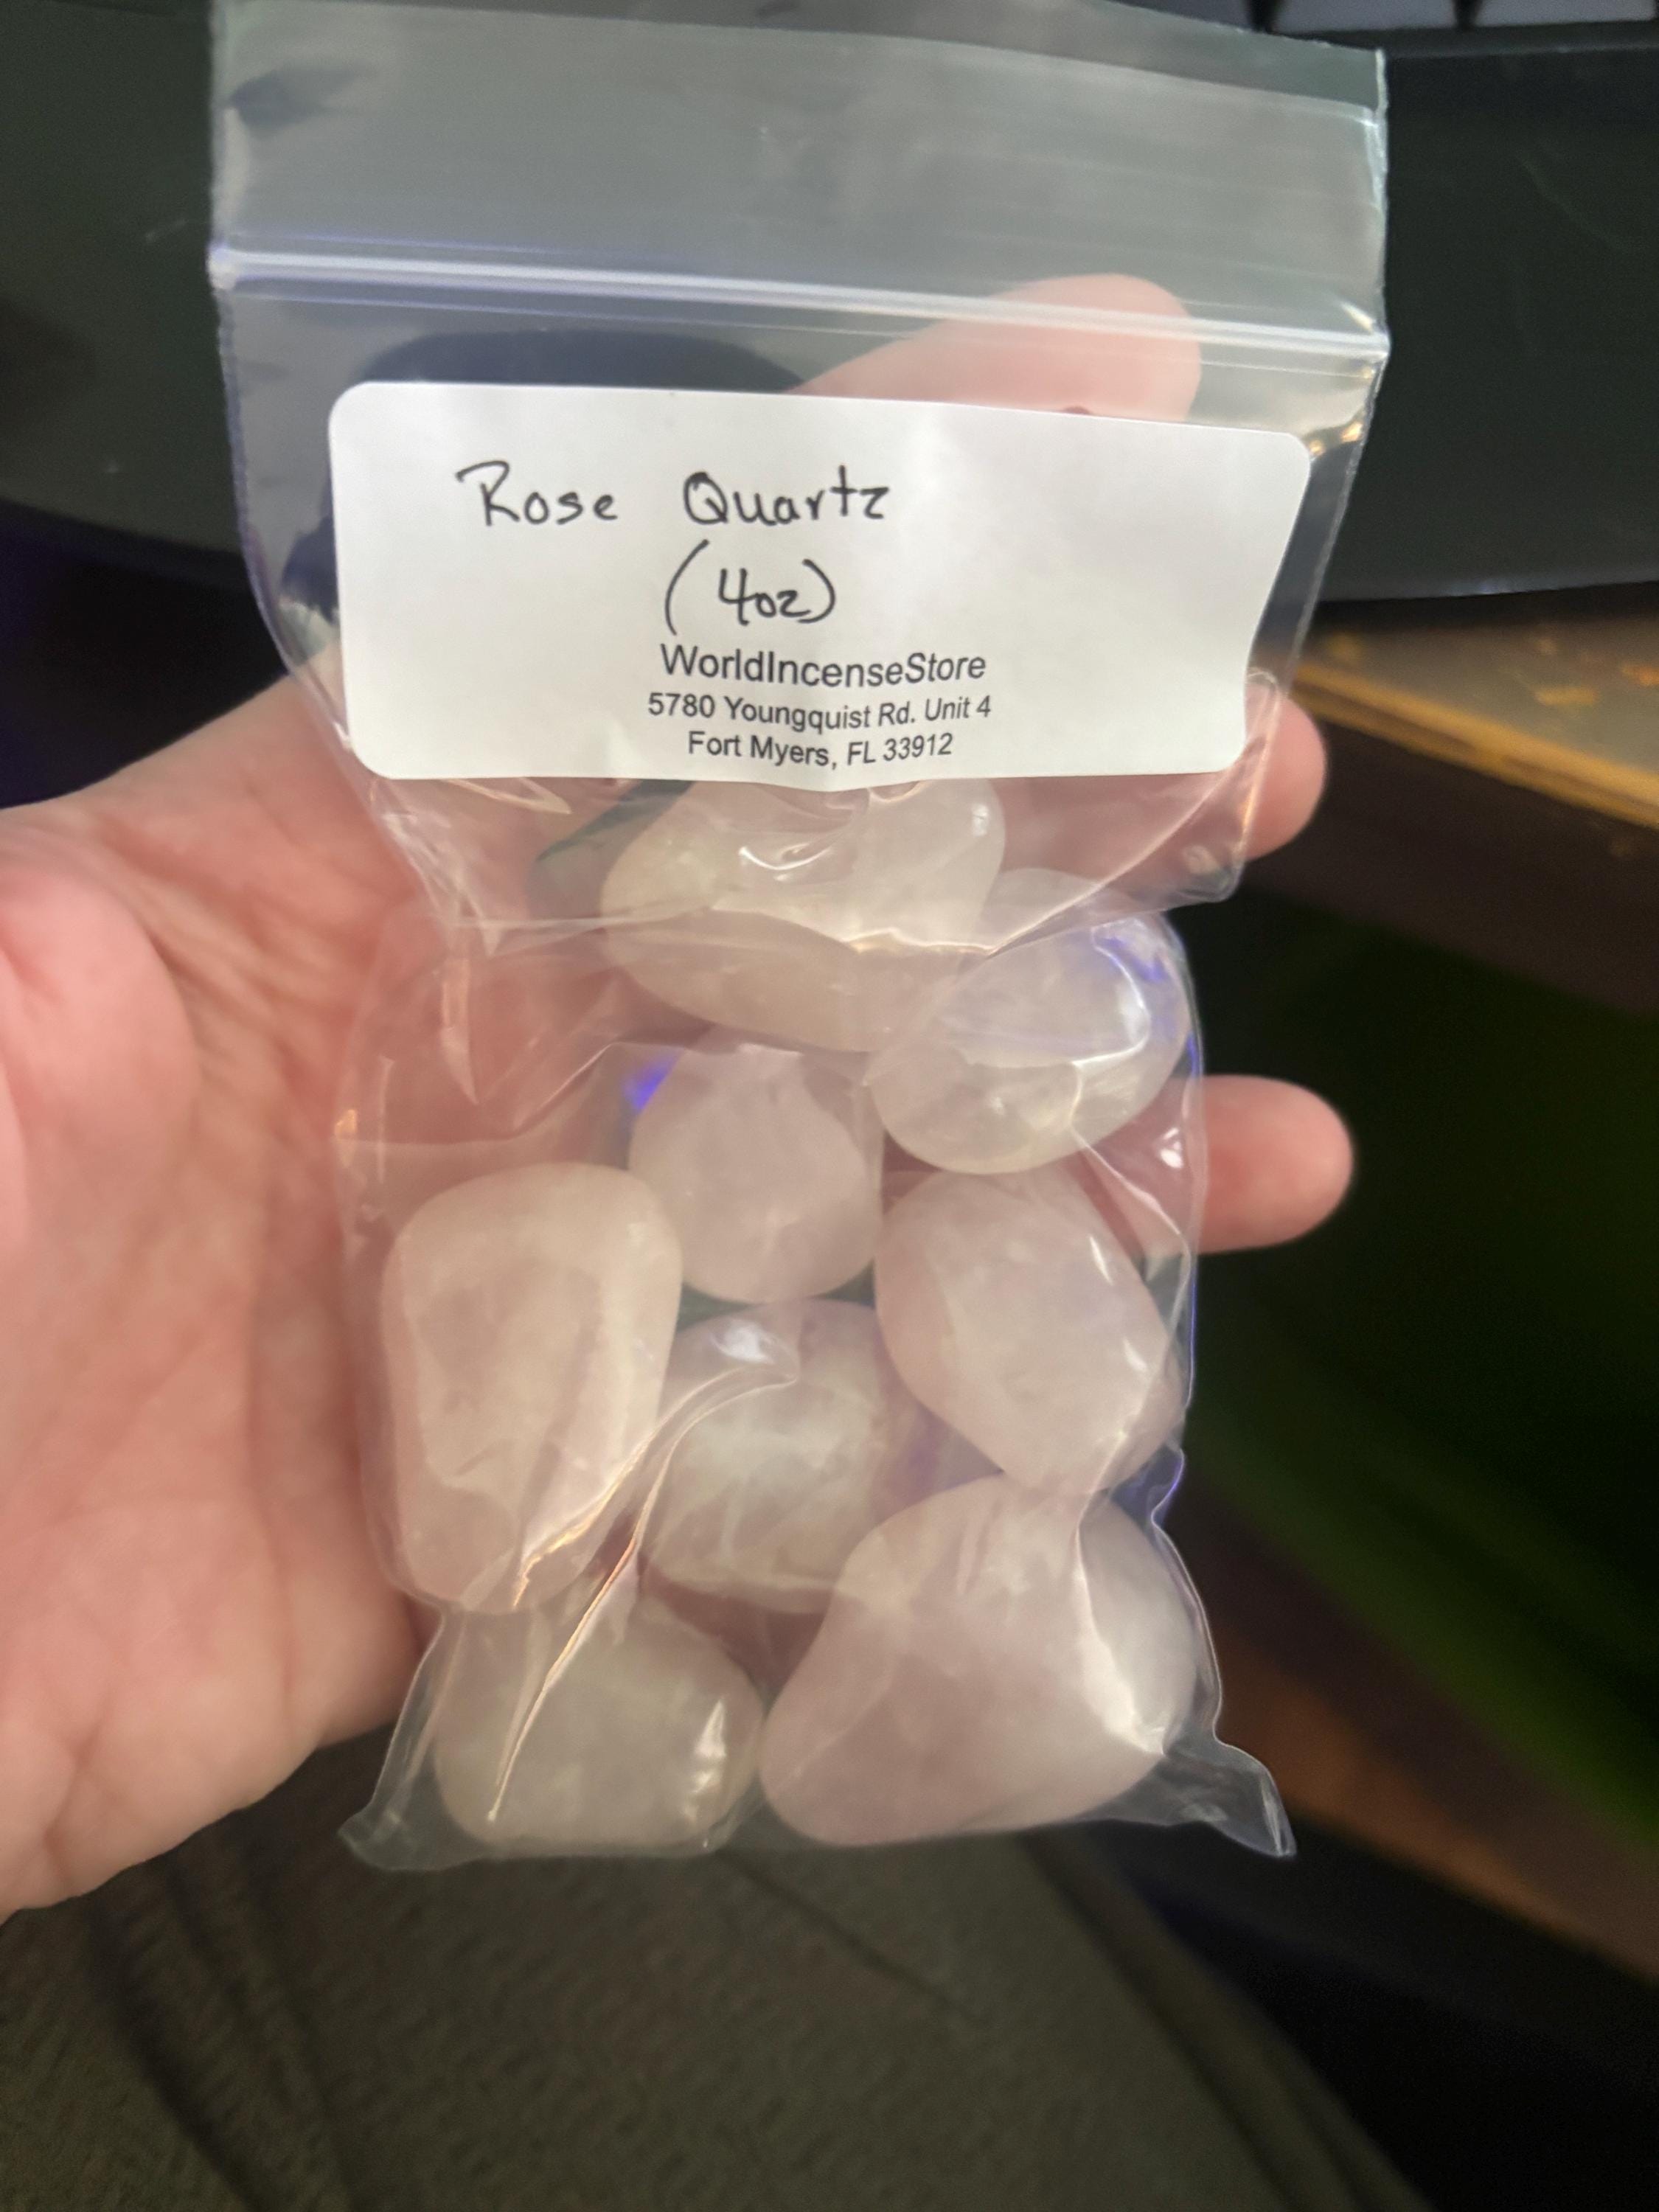 Rose Quartz
(4oz)
WorldIncenseStore
5780 Youngquist Rd. Unit 4
Fort Myers, FL 33912